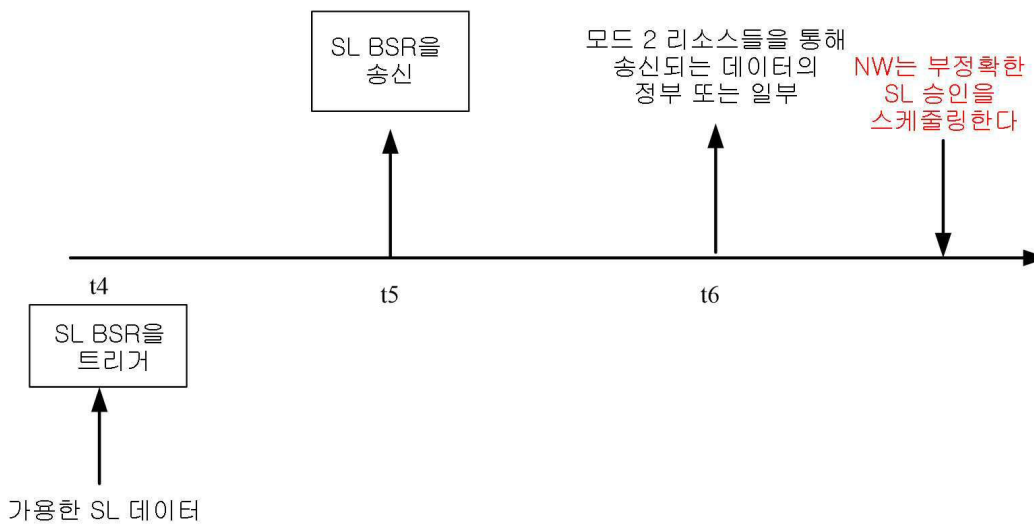 SL BSR을
송신
모드 2 리소스들을 통해
송신되는 데이터의
정부 또는 일부
NW는 부정확한
SL 승인을
스케줄링한다
t4
t5
t6
SL BSR을
트리거
가용한 SL 데이터